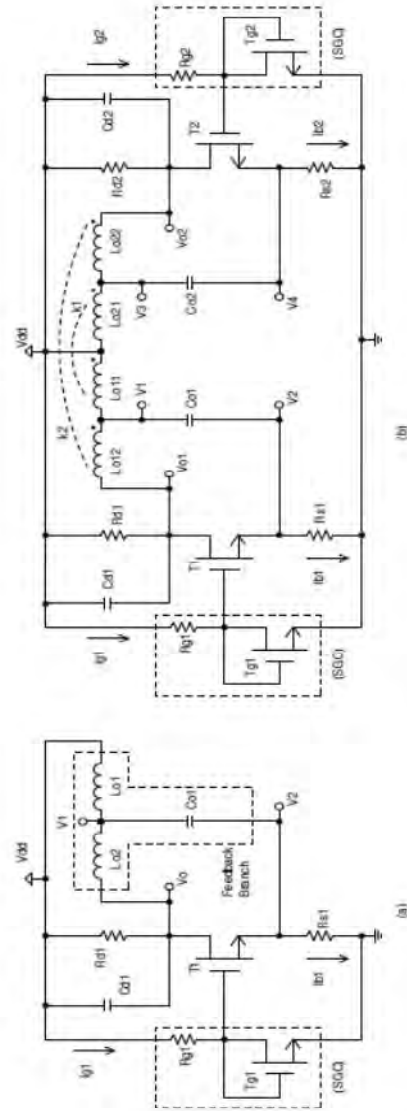 Vdd
Ig1
Cd1
Rd1
V1
Lo2
Lo1
Vo
Co1
Feedback
Branch
Rg1
T1
V2
Tg1
(SGC)
Ib1
Rs1
(a)
Vdd
k2
k1
Ig1
Cd1
Rd1
Lo12
Lo11
Lo21
Lo22
Rd2
Cd2
Ig2
Vo1
V1
V3
Vo2
Co1
Co2
Rg1
T1
T2
Rg2
Tg1
V2
V4
Tg2
(SGC)
Ib1
Rs1
Rs2
Ib2
(SGC)
(b)